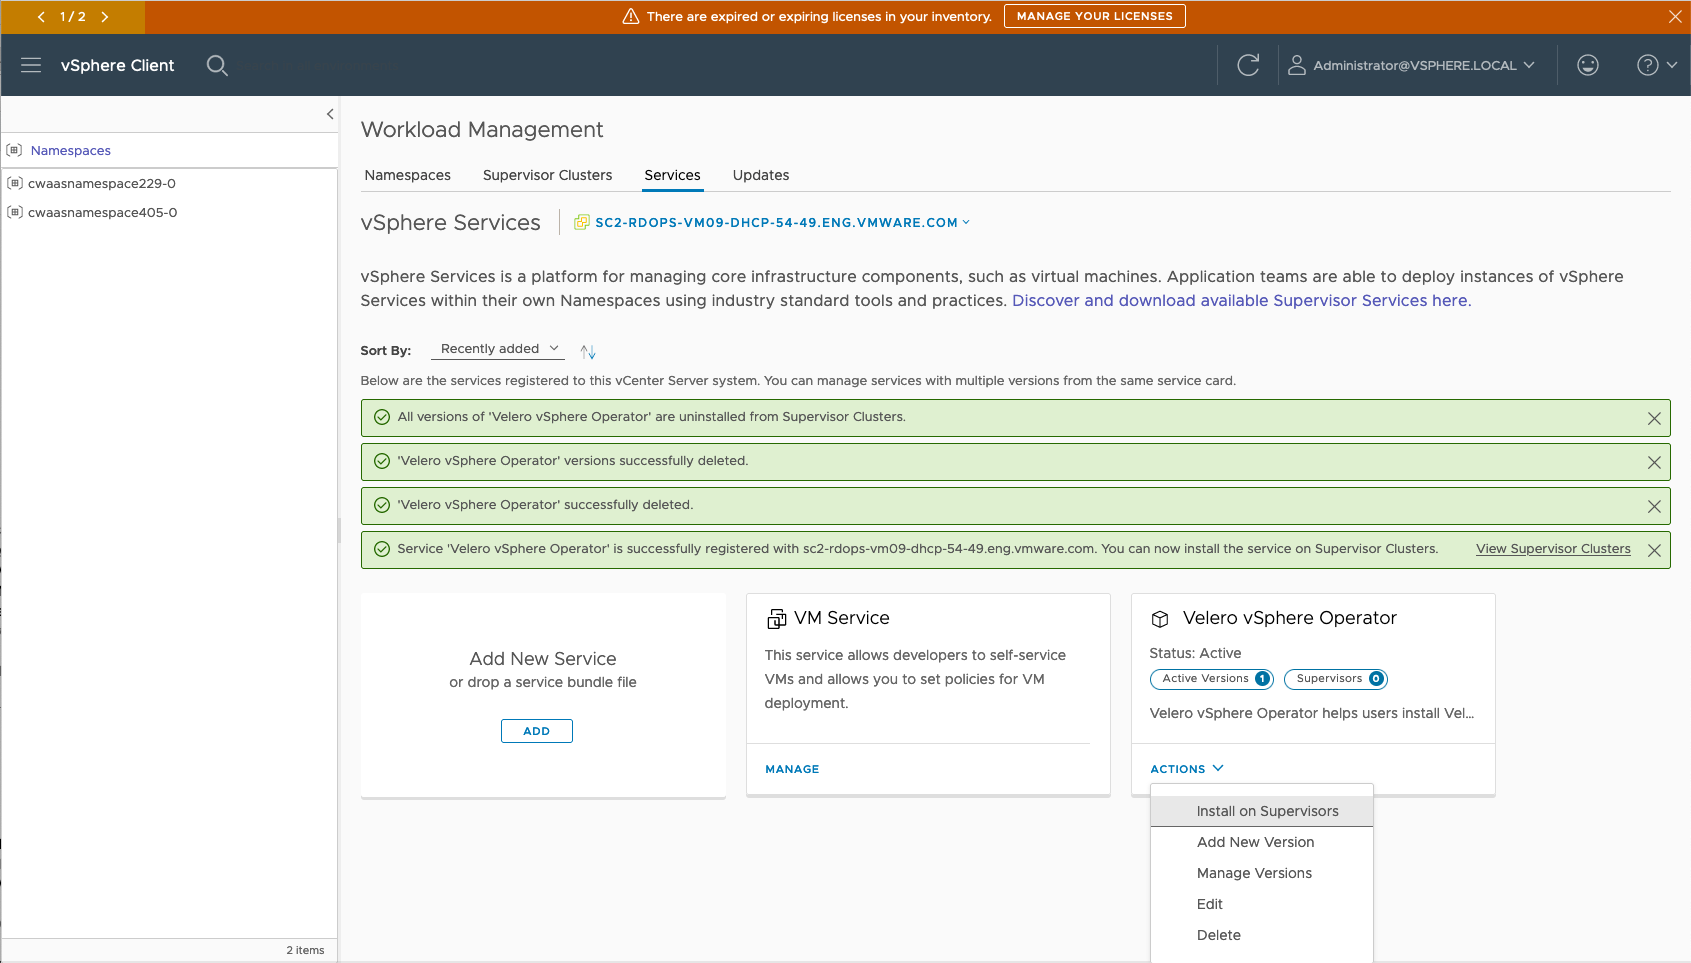 1 / 2
There are expired or expiring licenses in your inventory.
MANAGE YOUR LICENSES
vSphere Client
Administrator@VSPHERE.LOCAL
Namespaces
cwaasnamespace229-0
cwaasnamespace405-0
2 items
Workload Management
Namespaces
Supervisor Clusters
Services
Updates
vSphere Services
SC2-RDOPS-VM09-DHCP-54-49.ENG.VMWARE.COM
vSphere Services is a platform for managing core infrastructure components, such as virtual machines. Application teams are able to deploy instances of vSphere
Services within their own Namespaces using industry standard tools and practices. Discover and download available Supervisor Services here.
Sort By:
Recently added
Below are the services registered to this vCenter Server system. You can manage services with multiple versions from the same service card.
All versions of 'Velero vSphere Operator' are uninstalled from Supervisor Clusters.
'Velero vSphere Operator' versions successfully deleted.
'Velero vSphere Operator' successfully deleted.
Service 'Velero vSphere Operator' is successfully registered with sc2-rdops-vm09-dhcp-54-49.eng.vmware.com. You can now install the service on Supervisor Clusters.
View Supervisor Clusters
Add New Service
or drop a service bundle file
ADD
VM Service
This service allows developers to self-service
VMs and allows you to set policies for VM
deployment.
MANAGE
Velero vSphere Operator
Status: Active
Active Versions 1
Supervisors 0
Velero vSphere Operator helps users install Vel...
ACTIONS
Install on Supervisors
Add New Version
Manage Versions
Edit
Delete